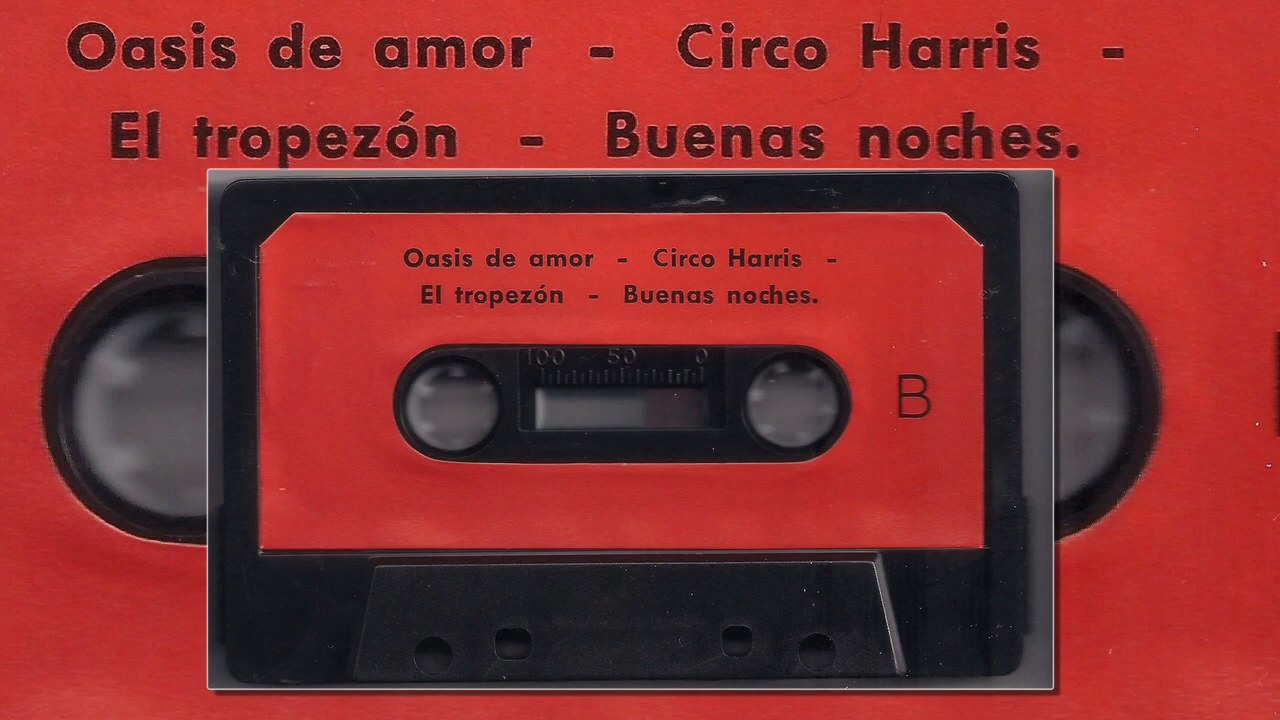 Oasis de amor - Circo Harris -
El tropezón - Buenas noches.
Oasis de amor - Circo Harris -
El tropezón - Buenas noches.
100 50 0
B